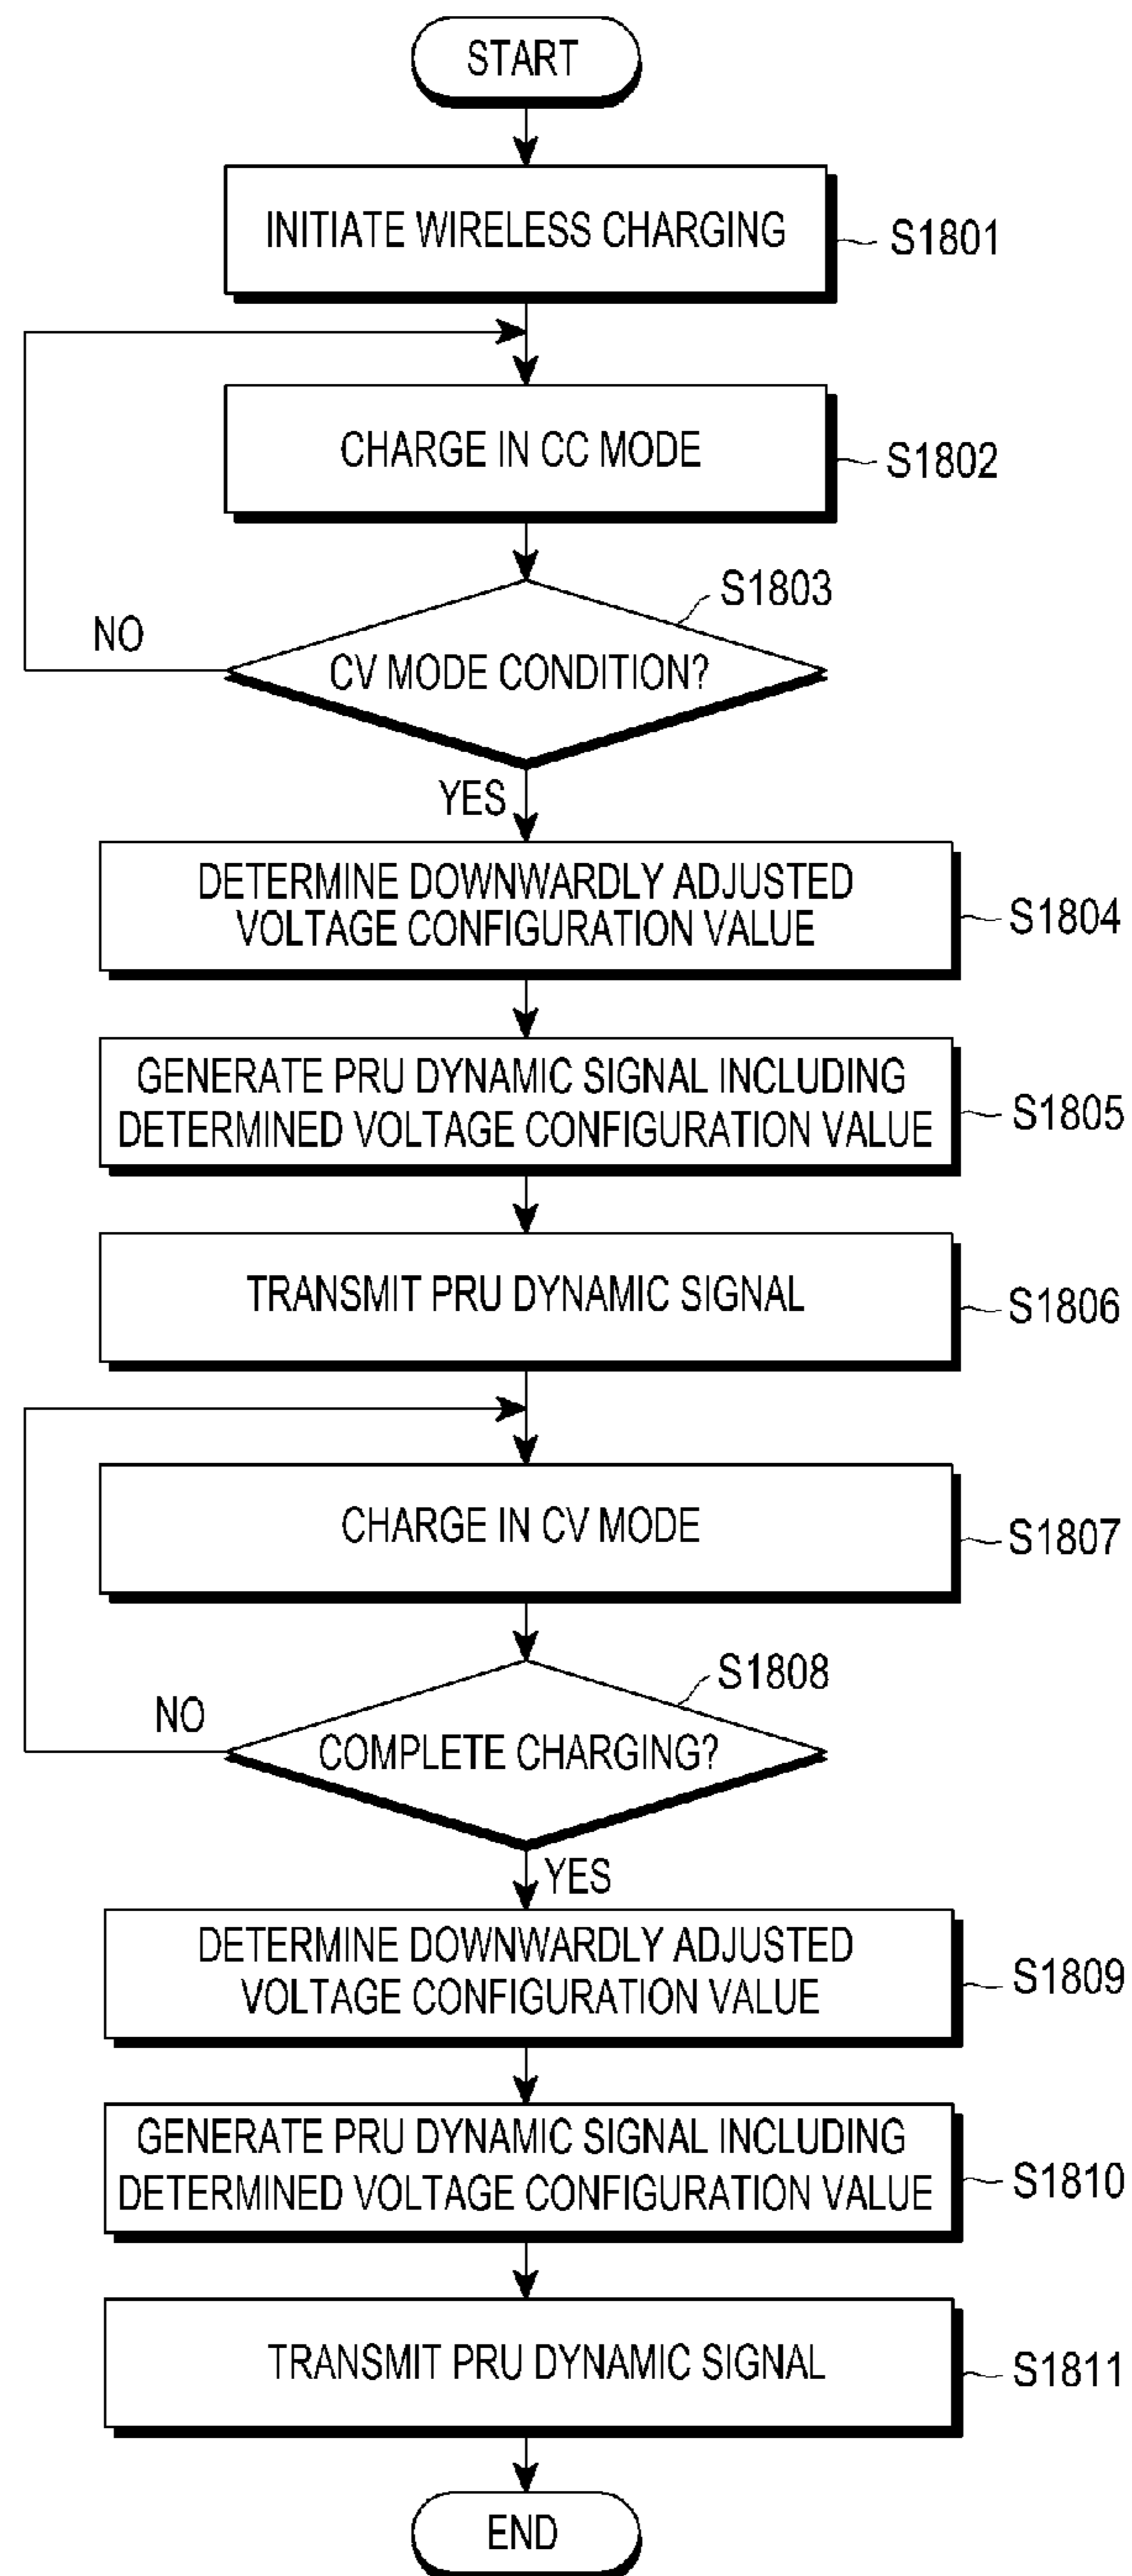 START
INITIATE WIRELESS CHARGING
S1801
CHARGE IN CC MODE
S1802
S1803
NO
CV MODE CONDITION?
YES
DETERMINE DOWNWARDLY ADJUSTED
VOLTAGE CONFIGURATION VALUE
S1804
GENERATE PRU DYNAMIC SIGNAL INCLUDING
DETERMINED VOLTAGE CONFIGURATION VALUE
S1805
TRANSMIT PRU DYNAMIC SIGNAL
S1806
CHARGE IN CV MODE
S1807
S1808
NO
COMPLETE CHARGING?
YES
DETERMINE DOWNWARDLY ADJUSTED
VOLTAGE CONFIGURATION VALUE
S1809
GENERATE PRU DYNAMIC SIGNAL INCLUDING
DETERMINED VOLTAGE CONFIGURATION VALUE
S1810
TRANSMIT PRU DYNAMIC SIGNAL
S1811
END